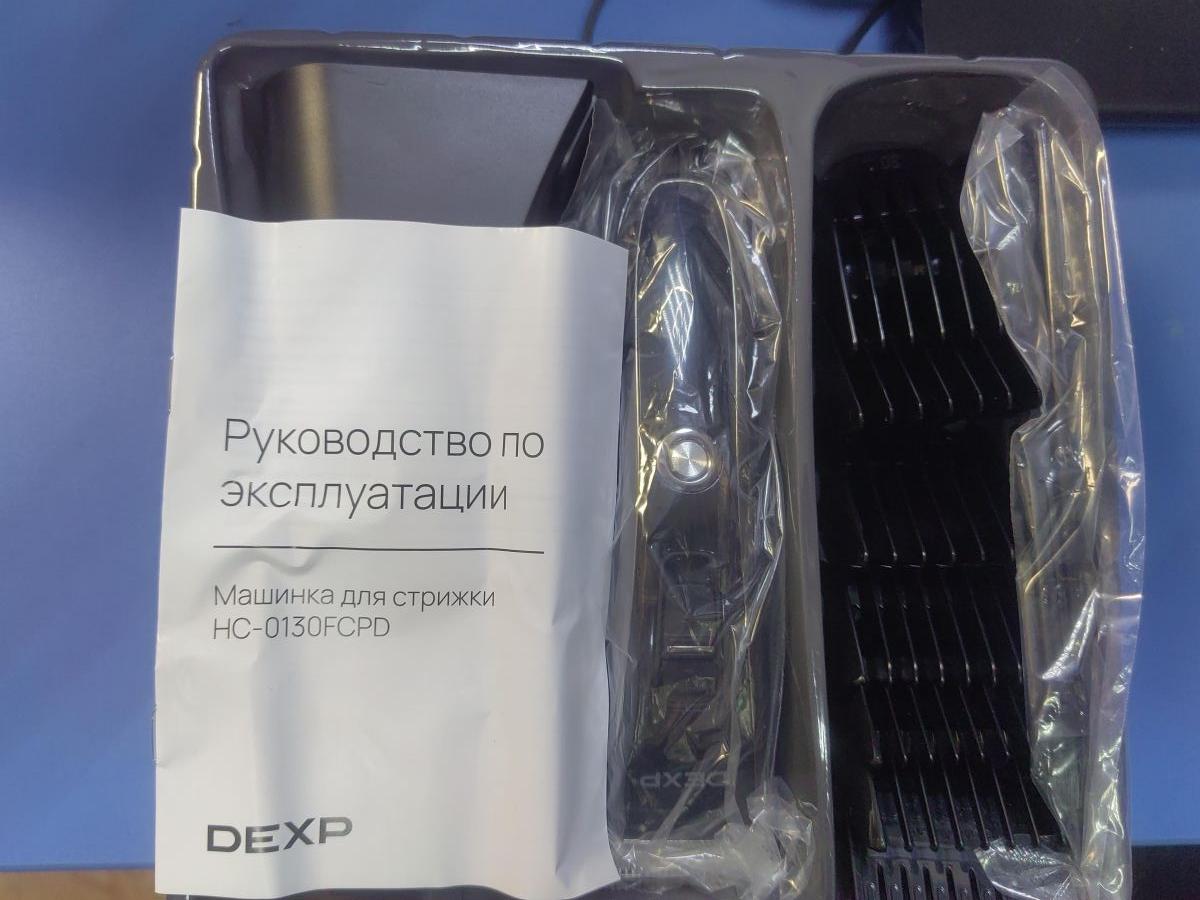 Руководство по
эксплуатации
Машинка для стрижки
HC-0130FCPD
DEXP
DEXP